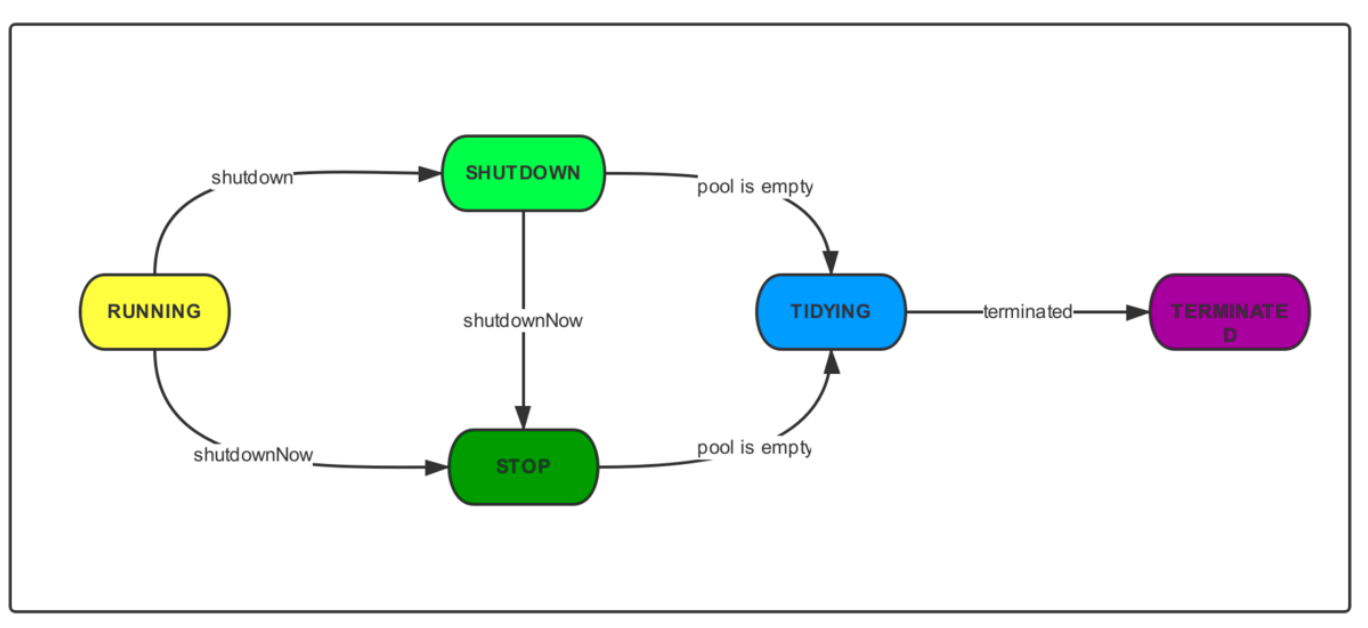 shutdown
SHUTDOWN
pool is empty
RUNNING
shutdownNow
TIDYING
terminated
TERMINATE
D
shutdownNow
STOP
pool is empty